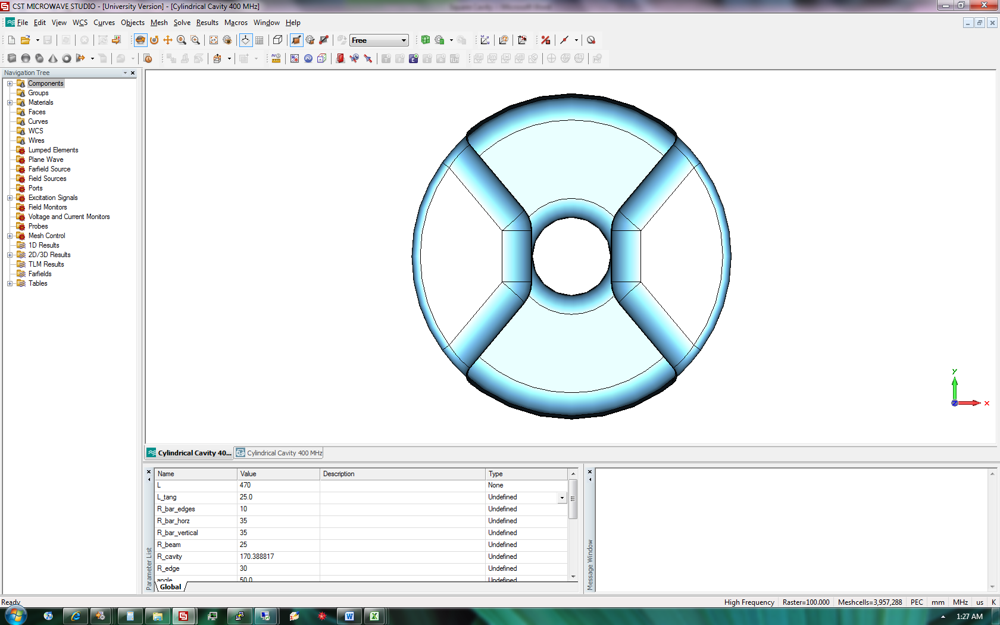 CST MICROWAVE STUDIO - [University Version] - [Cylindrical Cavity 400 MHz]
File Edit View WCS Curves Objects Mesh Solve Results Macros Window Help
Free
Navigation Tree
Components
Groups
Materials
Faces
Curves
WCS
Wires
Lumped Elements
Plane Wave
Farfield Source
Field Sources
Ports
Excitation Signals
Field Monitors
Voltage and Current Monitors
Probes
Mesh Control
1D Results
2D/3D Results
TLM Results
Farfields
Tables
y
x
z
Cylindrical Cavity 40...
Cylindrical Cavity 400 MHz
Name Value Description Type
L 470 None
L_tang 25.0 Undefined
R_bar_edges 10 Undefined
R_bar_horz 35 Undefined
R_bar_vertical 35 Undefined
R_beam 25 Undefined
R_cavity 170.388817 Undefined
R_edge 30 Undefined
angle 50.0 Undefined
Global
Parameter List
Message Window
Ready
High Frequency Raster=100.000 Meshcells=3,957,288 PEC mm MHz us K
1:27 AM